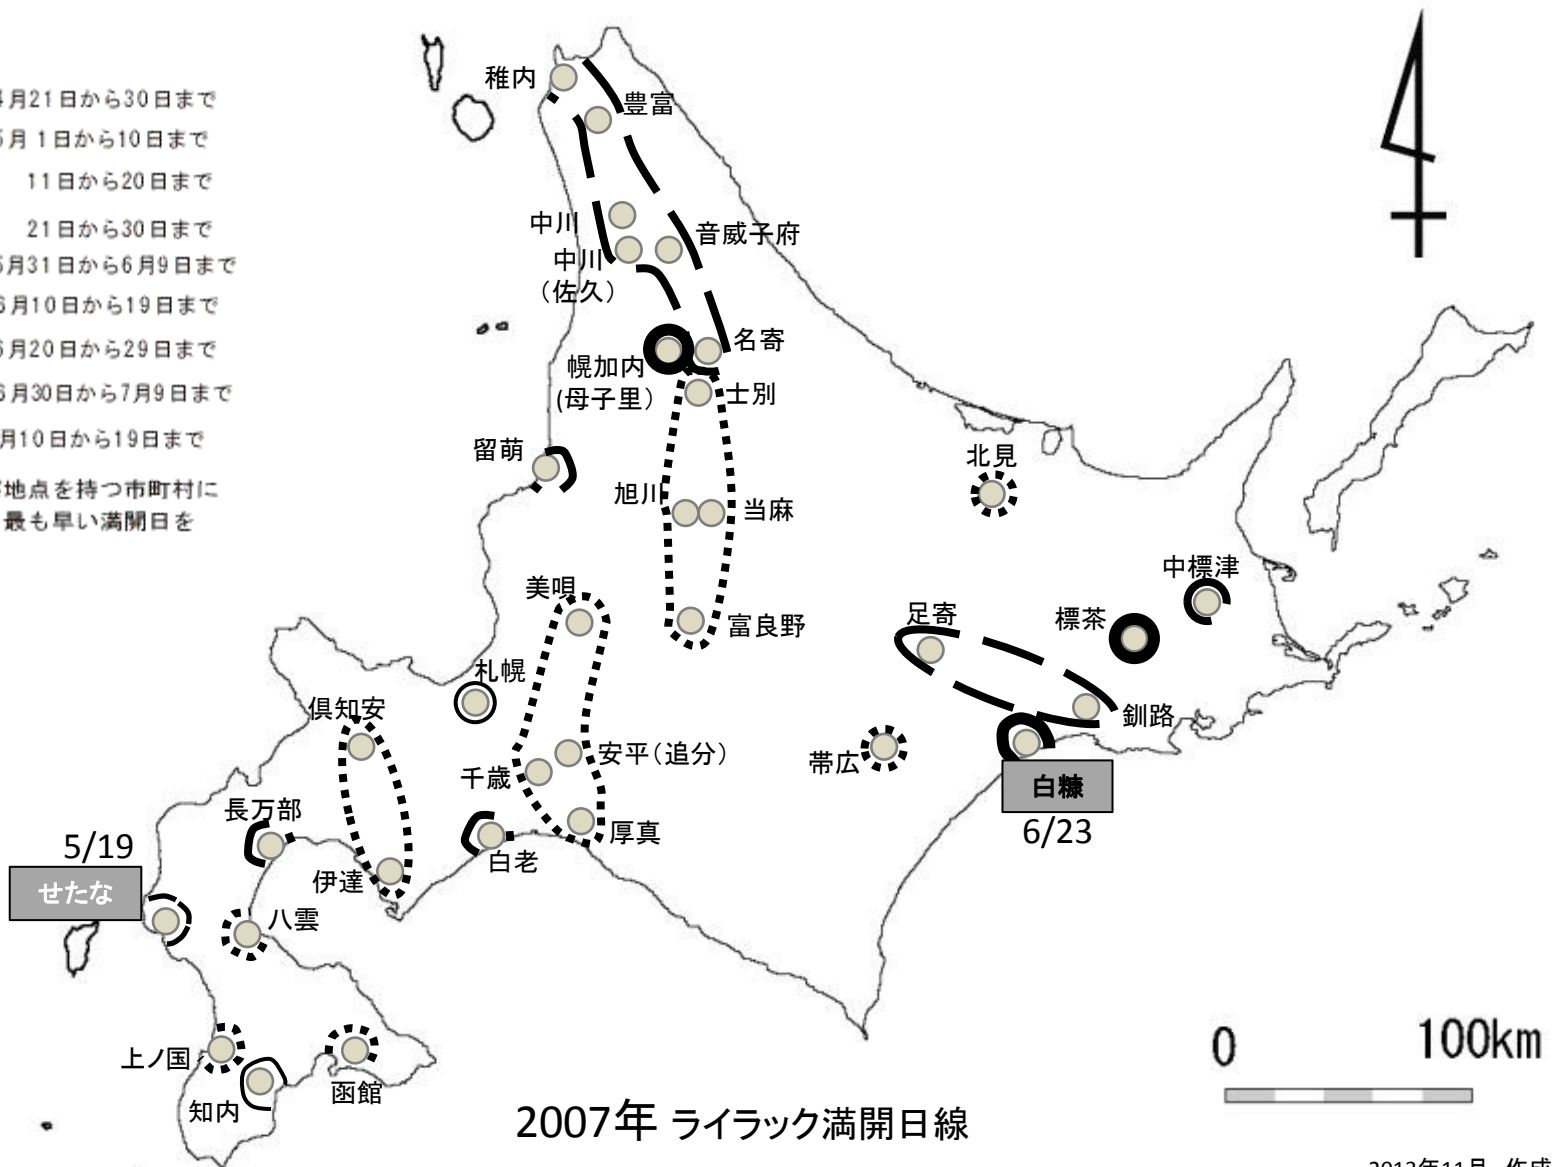 月21日から30日まで
月 1日から10日まで
11日から20日まで
21日から30日まで
月31日から6月9日まで
6月10日から19日まで
6月20日から29日まで
6月30日から7月9日まで
月10日から19日まで
地点を持つ市町村に
最も早い満開日を
稚内
豊富
中川
音威子府
中川
（佐久）
名寄
幌加内
(母子里）
士別
留萌
北見
旭川
当麻
中標津
美唄
足寄
標茶
富良野
札幌
倶知安
釧路
安平（追分）
帯広
千歳
白糠
6/23
長万部
厚真
白老
5/19
せたな
伊達
八雲
上ノ国
函館
知内
0
100km
2007年 ライラック満開日線
2012年11月 作成